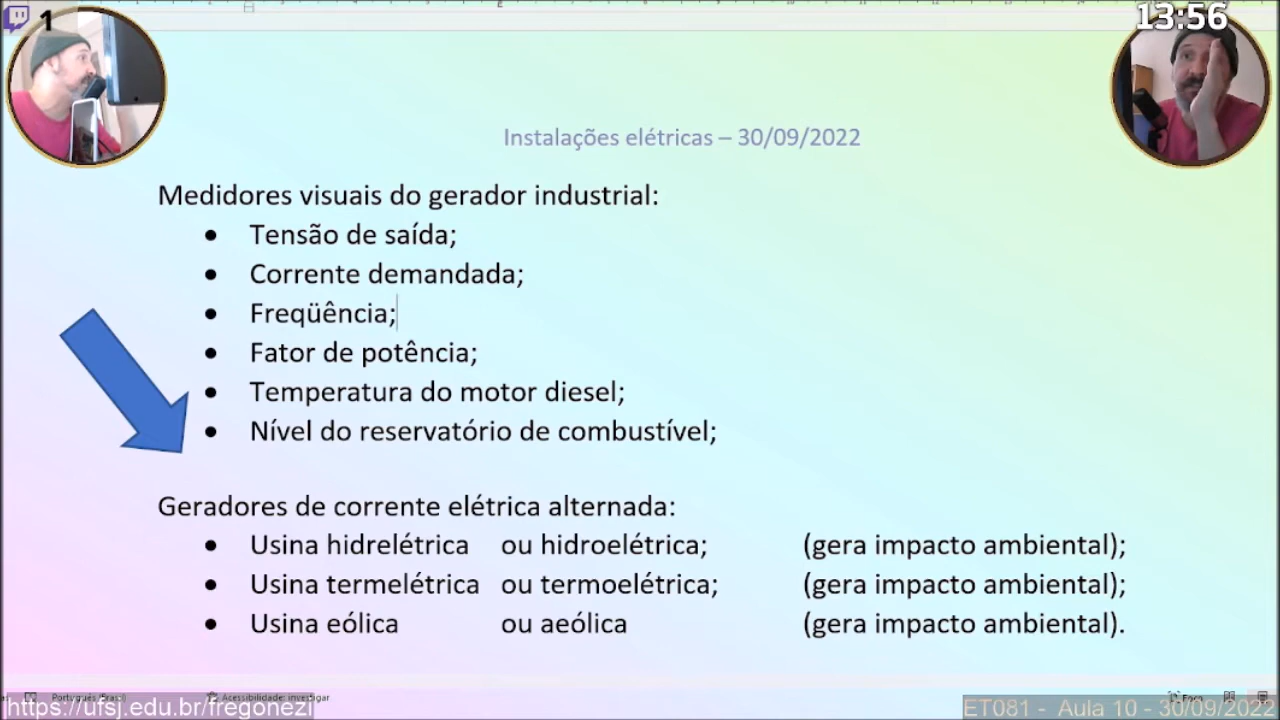 1
13:56
Instalações elétricas – 30/09/2022
Medidores visuais do gerador industrial:
• Tensão de saída;
• Corrente demandada;
• Freqüência;
• Fator de potência;
• Temperatura do motor diesel;
• Nível do reservatório de combustível;
Geradores de corrente elétrica alternada:
• Usina hidrelétrica ou hidroelétrica; (gera impacto ambiental);
• Usina termelétrica ou termoelétrica; (gera impacto ambiental);
• Usina eólica ou aeólica (gera impacto ambiental).
Acessibilidade: investigar
https://ufsj.edu.br/fregonezi
ET081 - Aula 10 - 30/09/2022